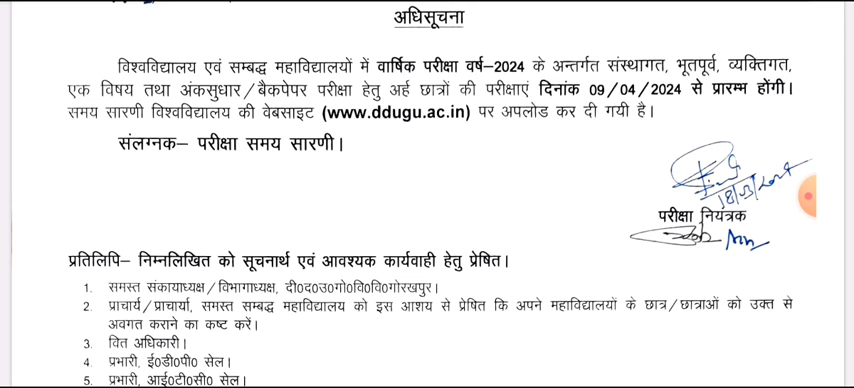 अधिसूचना
विश्वविद्यालय एवं सम्बद्ध महाविद्यालयों में वार्षिक परीक्षा वर्ष–2024 के अन्तर्गत संस्थागत, भूतपूर्व, व्यक्तिगत,
एक विषय तथा अंकसुधार/बैकपेपर परीक्षा हेतु अर्ह छात्रों की परीक्षाएं दिनांक 09/04/2024 से प्रारम्भ होंगी।
समय सारणी विश्वविद्यालय की वेबसाइट (www.ddugu.ac.in) पर अपलोड कर दी गयी है।
संलग्नक– परीक्षा समय सारणी।
18/03/2024
परीक्षा नियंत्रक
प्रतिलिपि– निम्नलिखित को सूचनार्थ एवं आवश्यक कार्यवाही हेतु प्रेषित।
1. समस्त संकायाध्यक्ष/विभागाध्यक्ष, दी0द0उ0गो0वि0वि0गोरखपुर।
2. प्राचार्य/प्राचार्या, समस्त सम्बद्ध महाविद्यालय को इस आशय से प्रेषित कि अपने महाविद्यालयों के छात्र/छात्राओं को उक्त से
अवगत कराने का कष्ट करें।
3. वित अधिकारी।
4. प्रभारी, ई0डी0पी0 सेल।
5. प्रभारी, आई0टी0सी0 सेल।